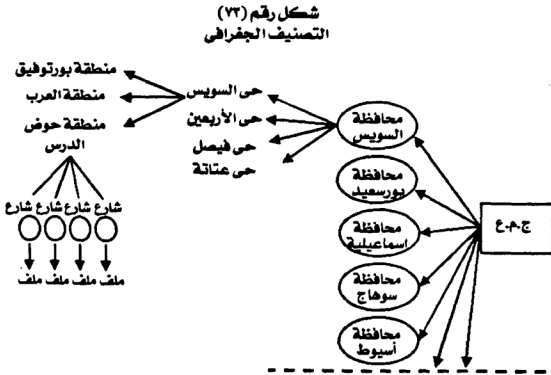 شكل رقم (٧٣)
التصنيف الجغرافى
ج.م.ع
محافظة
السويس
محافظة
بورسعيد
محافظة
اسماعيلية
محافظة
سوهاج
محافظة
أسيوط
حى السويس
حى الأربعين
حى فيصل
حى عتاتة
منطقة بورتوفيق
منطقة العرب
منطقة حوض
الدرس
شارع شارع شارع شارع
ملف ملف ملف ملف